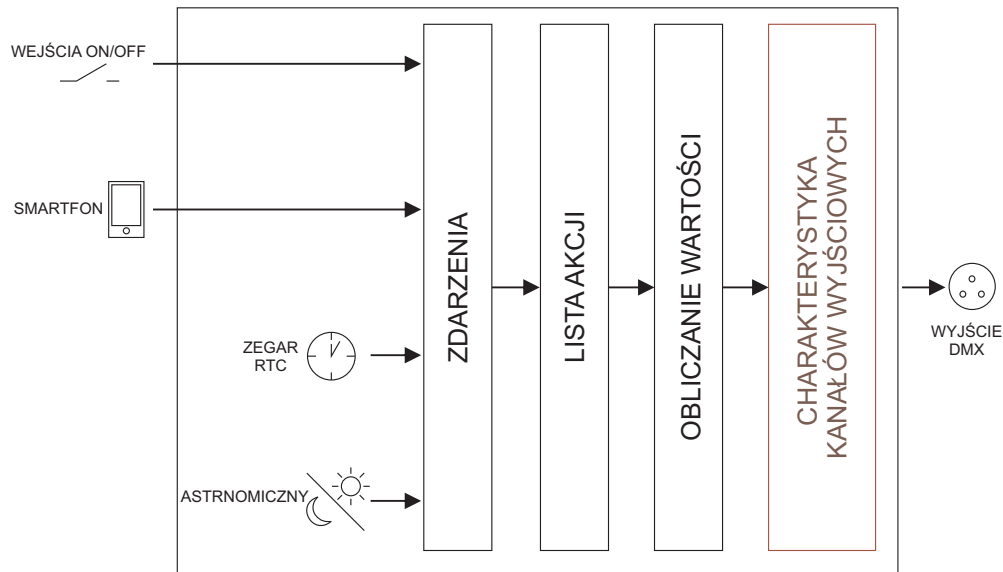 WEJŚCIA ON/OFF
SMARTFON
ZEGAR
RTC
ASTRNOMICZNY
ZDARZENIA
LISTA AKCJI
OBLICZANIE WARTOŚCI
CHARAKTERYSTYKA
KANAŁÓW WYJŚCIOWYCH
WYJŚCIE
DMX